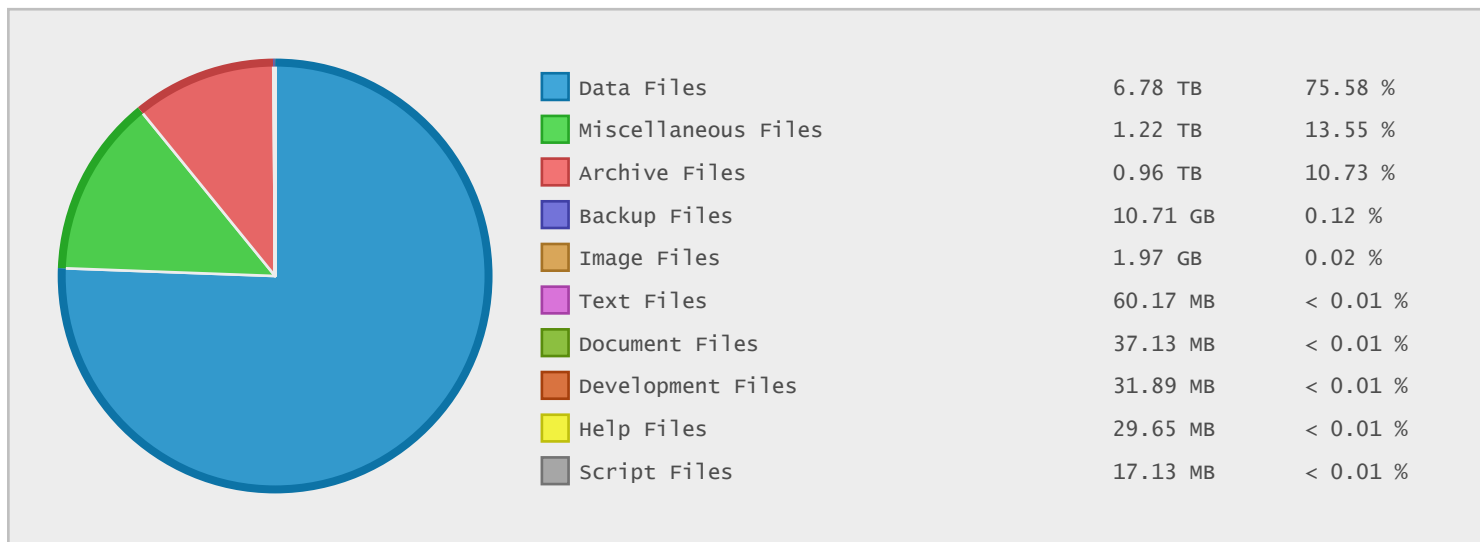 Data Files 6.78 TB 75.58 %
Miscellaneous Files 1.22 TB 13.55 %
Archive Files 0.96 TB 10.73 %
Backup Files 10.71 GB 0.12 %
Image Files 1.97 GB 0.02 %
Text Files 60.17 MB < 0.01 %
Document Files 37.13 MB < 0.01 %
Development Files 31.89 MB < 0.01 %
Help Files 29.65 MB < 0.01 %
Script Files 17.13 MB < 0.01 %